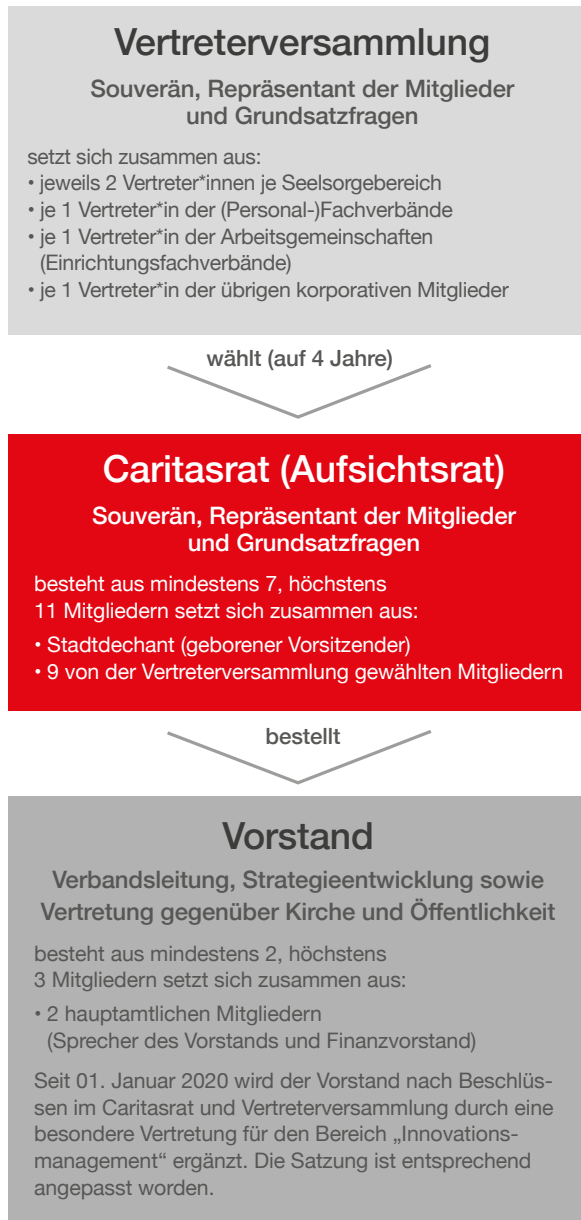 Vertreterversammlung
Souverän, Repräsentant der Mitglieder
und Grundsatzfragen
setzt sich zusammen aus:
• jeweils 2 Vertreter*innen je Seelsorgebereich
• je 1 Vertreter*in der (Personal-)Fachverbände
• je 1 Vertreter*in der Arbeitsgemeinschaften
(Einrichtungsfachverbände)
• je 1 Vertreter*in der übrigen korporativen Mitglieder
wählt (auf 4 Jahre)
Caritasrat (Aufsichtsrat)
Souverän, Repräsentant der Mitglieder
und Grundsatzfragen
besteht aus mindestens 7, höchstens
11 Mitgliedern setzt sich zusammen aus:
• Stadtdechant (geborener Vorsitzender)
• 9 von der Vertreterversammlung gewählten Mitgliedern
bestellt
Vorstand
Verbandsleitung, Strategieentwicklung sowie
Vertretung gegenüber Kirche und Öffentlichkeit
besteht aus mindestens 2, höchstens
3 Mitgliedern setzt sich zusammen aus:
• 2 hauptamtlichen Mitgliedern
(Sprecher des Vorstands und Finanzvorstand)
Seit 01. Januar 2020 wird der Vorstand nach Beschlüs-
sen im Caritasrat und Vertreterversammlung durch eine
besondere Vertretung für den Bereich „Innovations-
management“ ergänzt. Die Satzung ist entsprechend
angepasst worden.